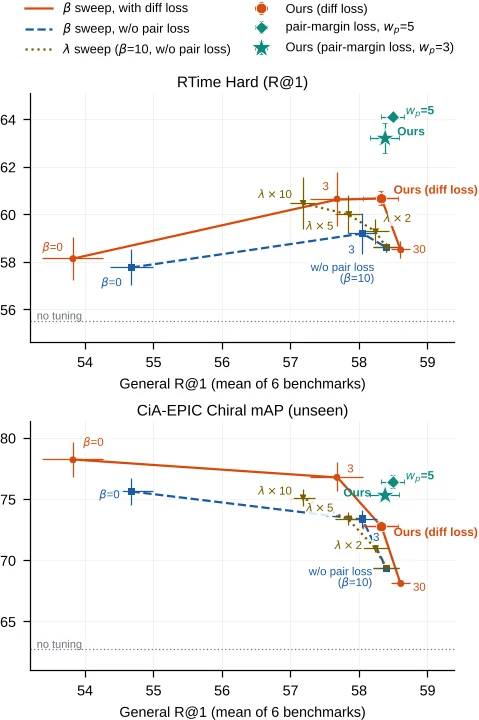 β sweep, with diff loss
β sweep, w/o pair loss
λ sweep (β=10, w/o pair loss)
Ours (diff loss)
pair-margin loss, wₚ=5
Ours (pair-margin loss, wₚ=3)
RTime Hard (R@1)
64
62
60
58
56
wₚ=5
Ours
Ours (diff loss)
3
λ × 10
λ × 5
λ × 2
β=0
β=0
3
30
w/o pair loss
(β=10)
no tuning
54 55 56 57 58 59
General R@1 (mean of 6 benchmarks)
CiA-EPIC Chiral mAP (unseen)
80
75
70
65
β=0
β=0
3
wₚ=5
λ × 10
Ours
λ × 5
Ours (diff loss)
3
λ × 2
w/o pair loss
(β=10)
30
no tuning
54 55 56 57 58 59
General R@1 (mean of 6 benchmarks)